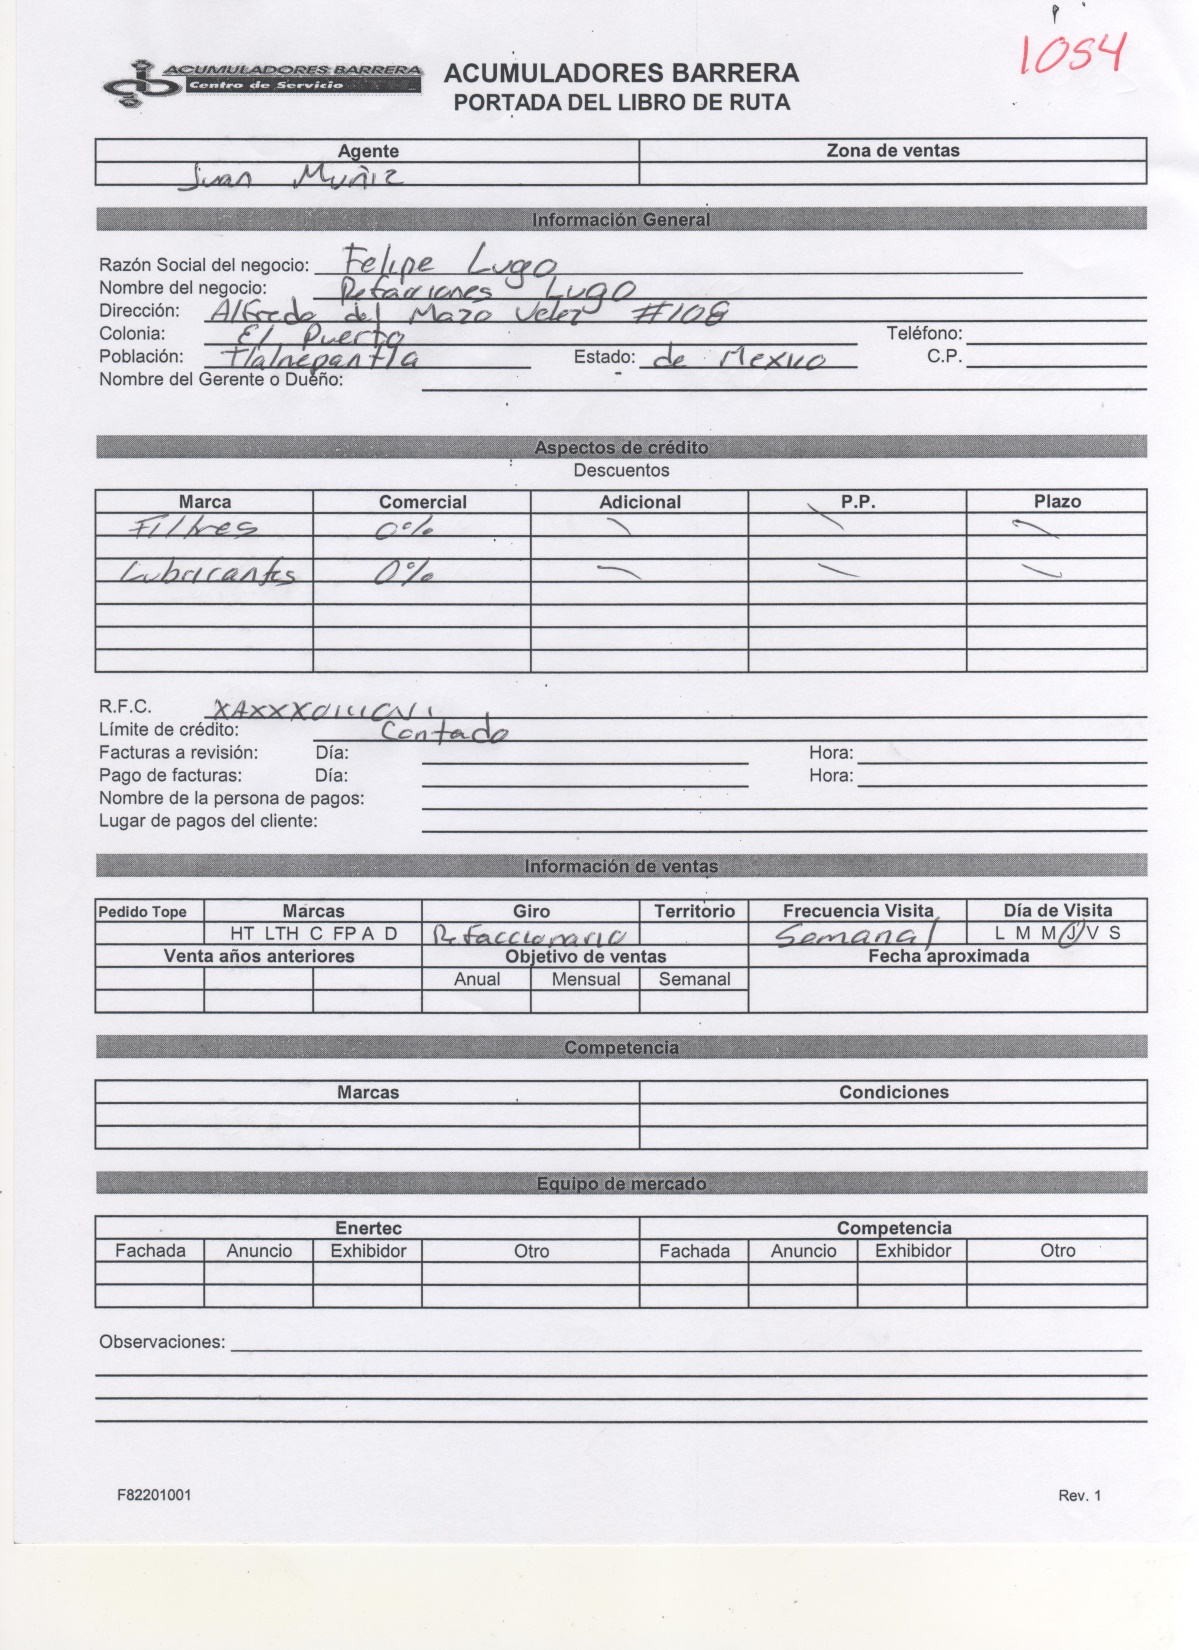 1054
ACUMULADORES BARRERA
Centro de Servicio
ACUMULADORES BARRERA
PORTADA DEL LIBRO DE RUTA
Agente Zona de ventas
Juan Muñiz
Información General
Razón Social del negocio: Felipe Lugo
Nombre del negocio: Refacciones Lugo
Dirección: Alfredo del Mazo Velez #108
Colonia: El Puerto Teléfono:
Población: Tlalnepantla Estado: de Mexico C.P.
Nombre del Gerente o Dueño:
Aspectos de crédito
Descuentos
Marca Comercial Adicional P.P. Plazo
Filtros 0%
Lubricantes 0%
R.F.C.
Límite de crédito: Contado
Facturas a revisión: Día: Hora:
Pago de facturas: Día: Hora:
Nombre de la persona de pagos:
Lugar de pagos del cliente:
Información de ventas
Pedido Tope Marcas Giro Territorio Frecuencia Visita Día de Visita
HT LTH C FP A D Refaccionario Semanal L M M J V S
Venta años anteriores Objetivo de ventas Fecha aproximada
Anual Mensual Semanal
Competencia
Marcas Condiciones
Equipo de mercado
Enertec Competencia
Fachada Anuncio Exhibidor Otro Fachada Anuncio Exhibidor Otro
Observaciones:
F82201001 Rev. 1